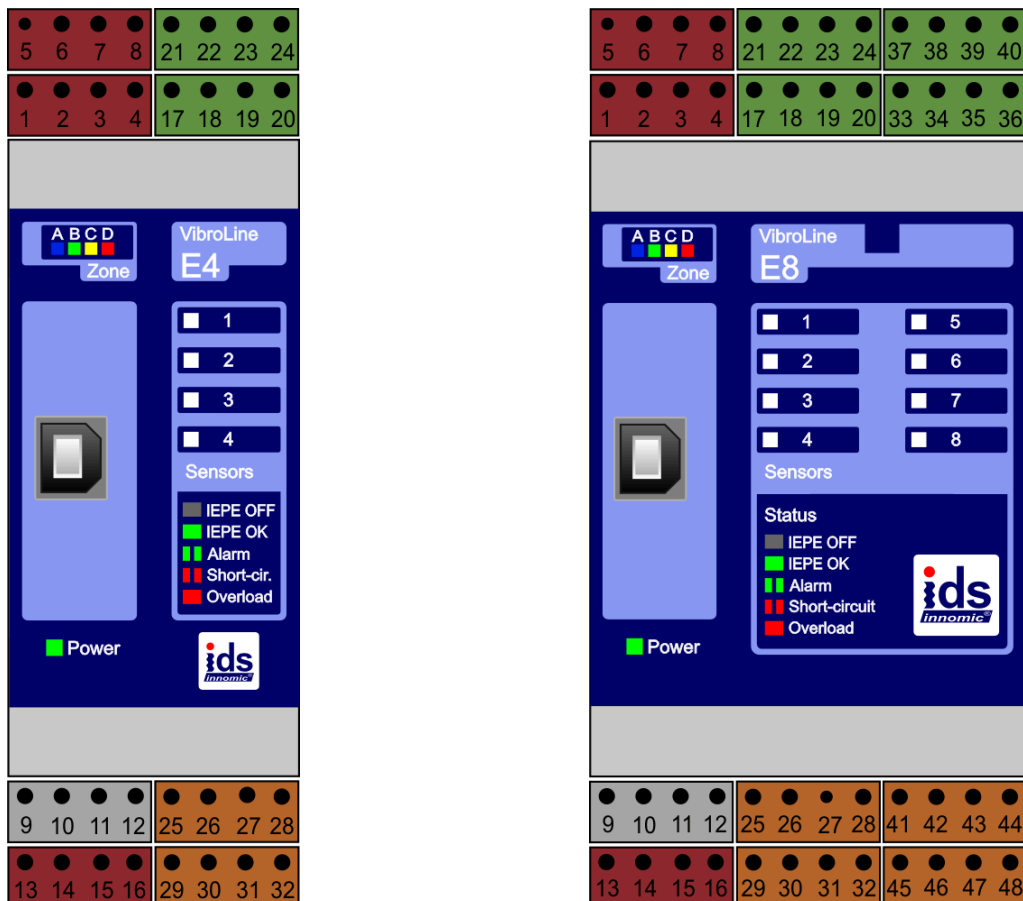 5 6 7 8 21 22 23 24
1 2 3 4 17 18 19 20
A B C D
Zone
VibroLine
E4
1
2
3
4
Sensors
IEPE OFF
IEPE OK
Alarm
Short-cir.
Overload
Power
ids
innomic®
9 10 11 12 25 26 27 28
13 14 15 16 29 30 31 32
5 6 7 8 21 22 23 24 37 38 39 40
1 2 3 4 17 18 19 20 33 34 35 36
A B C D
Zone
VibroLine
E8
1 5
2 6
3 7
4 8
Sensors
Status
IEPE OFF
IEPE OK
Alarm
Short-circuit
Overload
ids
innomic®
Power
9 10 11 12 25 26 27 28 41 42 43 44
13 14 15 16 29 30 31 32 45 46 47 48